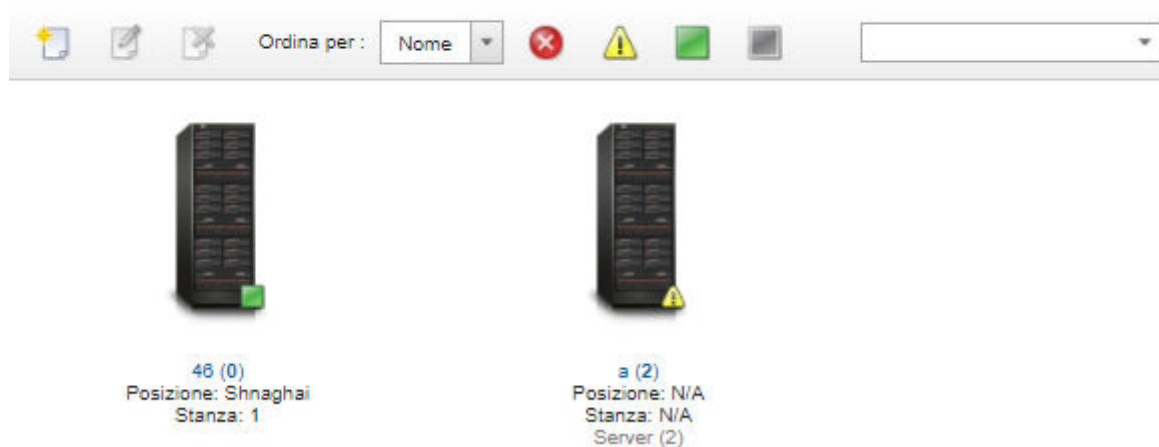 Ordina per : Nome
46 (0)
Posizione: Shnaghai
Stanza: 1
a (2)
Posizione: N/A
Stanza: N/A
Server (2)